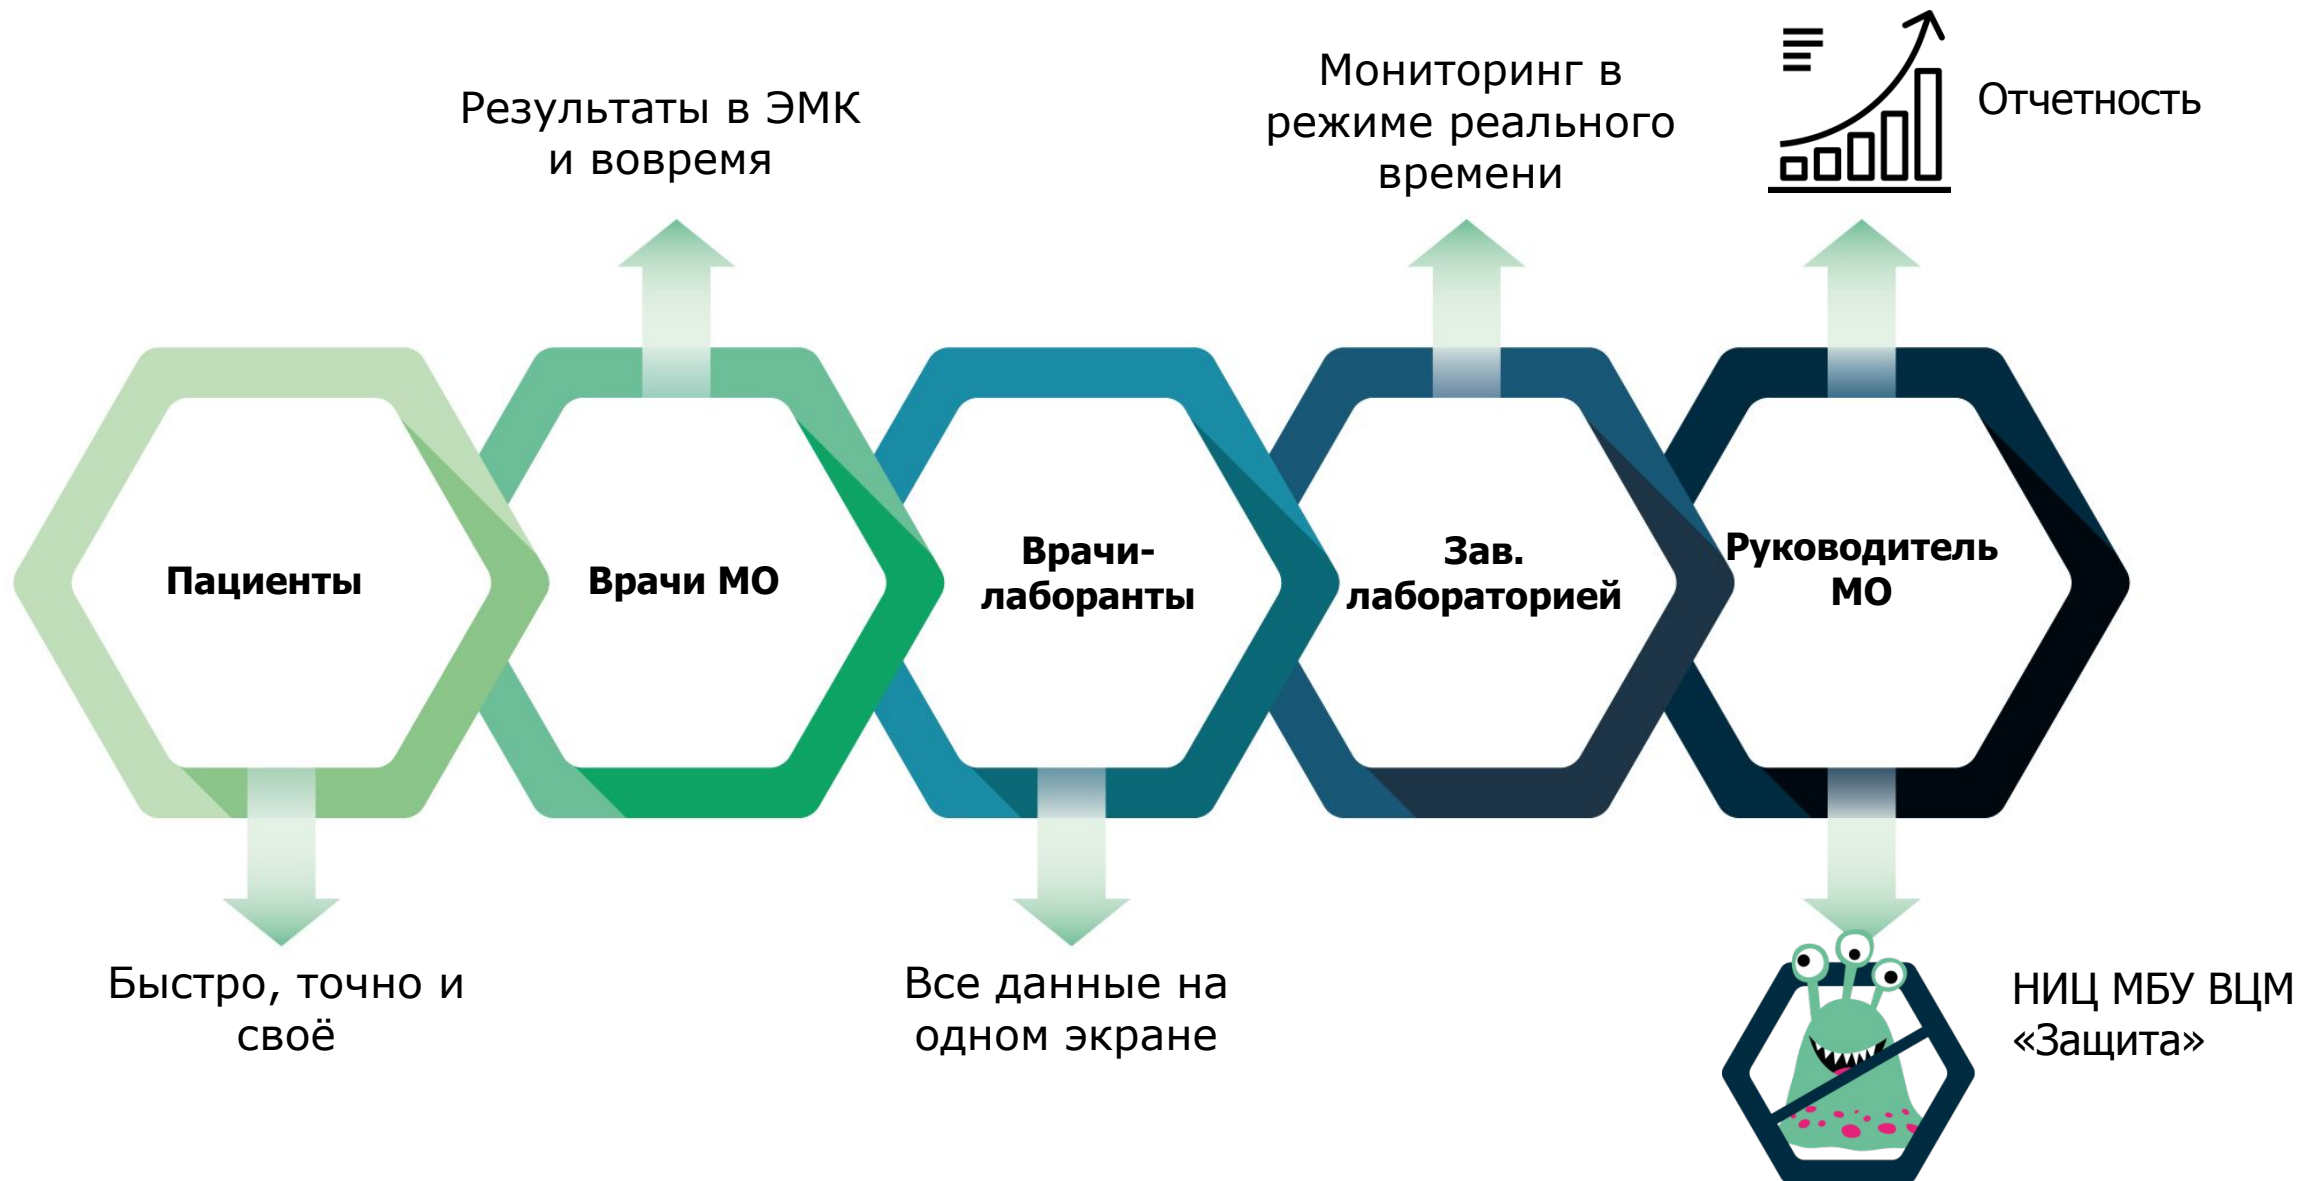 Результаты в ЭМК
и вовремя
Мониторинг в
режиме реального
времени
Отчетность
Пациенты
Врачи МО
Врачи-
лаборанты
Зав.
лабораторией
Руководитель
МО
Быстро, точно и
своё
Все данные на
одном экране
НИЦ МБУ ВЦМ
«Защита»